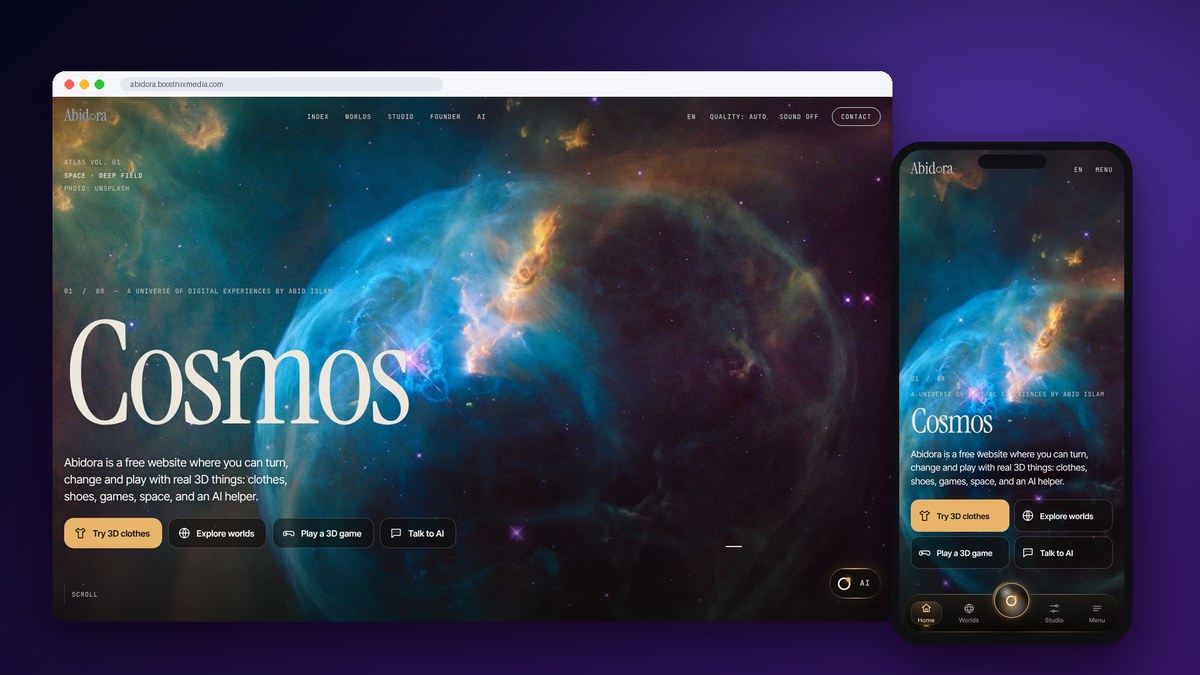 abidora.boostnixmedia.com
Abidora
INDEX WORLDS STUDIO FOUNDER AI
EN QUALITY: AUTO SOUND OFF CONTACT
ATLAS VOL. 01
SPACE · DEEP FIELD
PHOTO: UNSPLASH
01 / 08 — A UNIVERSE OF DIGITAL EXPERIENCES BY ABID ISLAM
Cosmos
Abidora is a free website where you can turn,
change and play with real 3D things: clothes,
shoes, games, space, and an AI helper.
Try 3D clothes Explore worlds Play a 3D game Talk to AI
SCROLL
AI
Abidora
EN MENU
01 / 08
A UNIVERSE OF DIGITAL EXPERIENCES BY ABID ISLAM
Cosmos
Abidora is a free website where you can turn,
change and play with real 3D things: clothes,
shoes, games, space, and an AI helper.
Try 3D clothes Explore worlds
Play a 3D game Talk to AI
Home Worlds Studio Menu